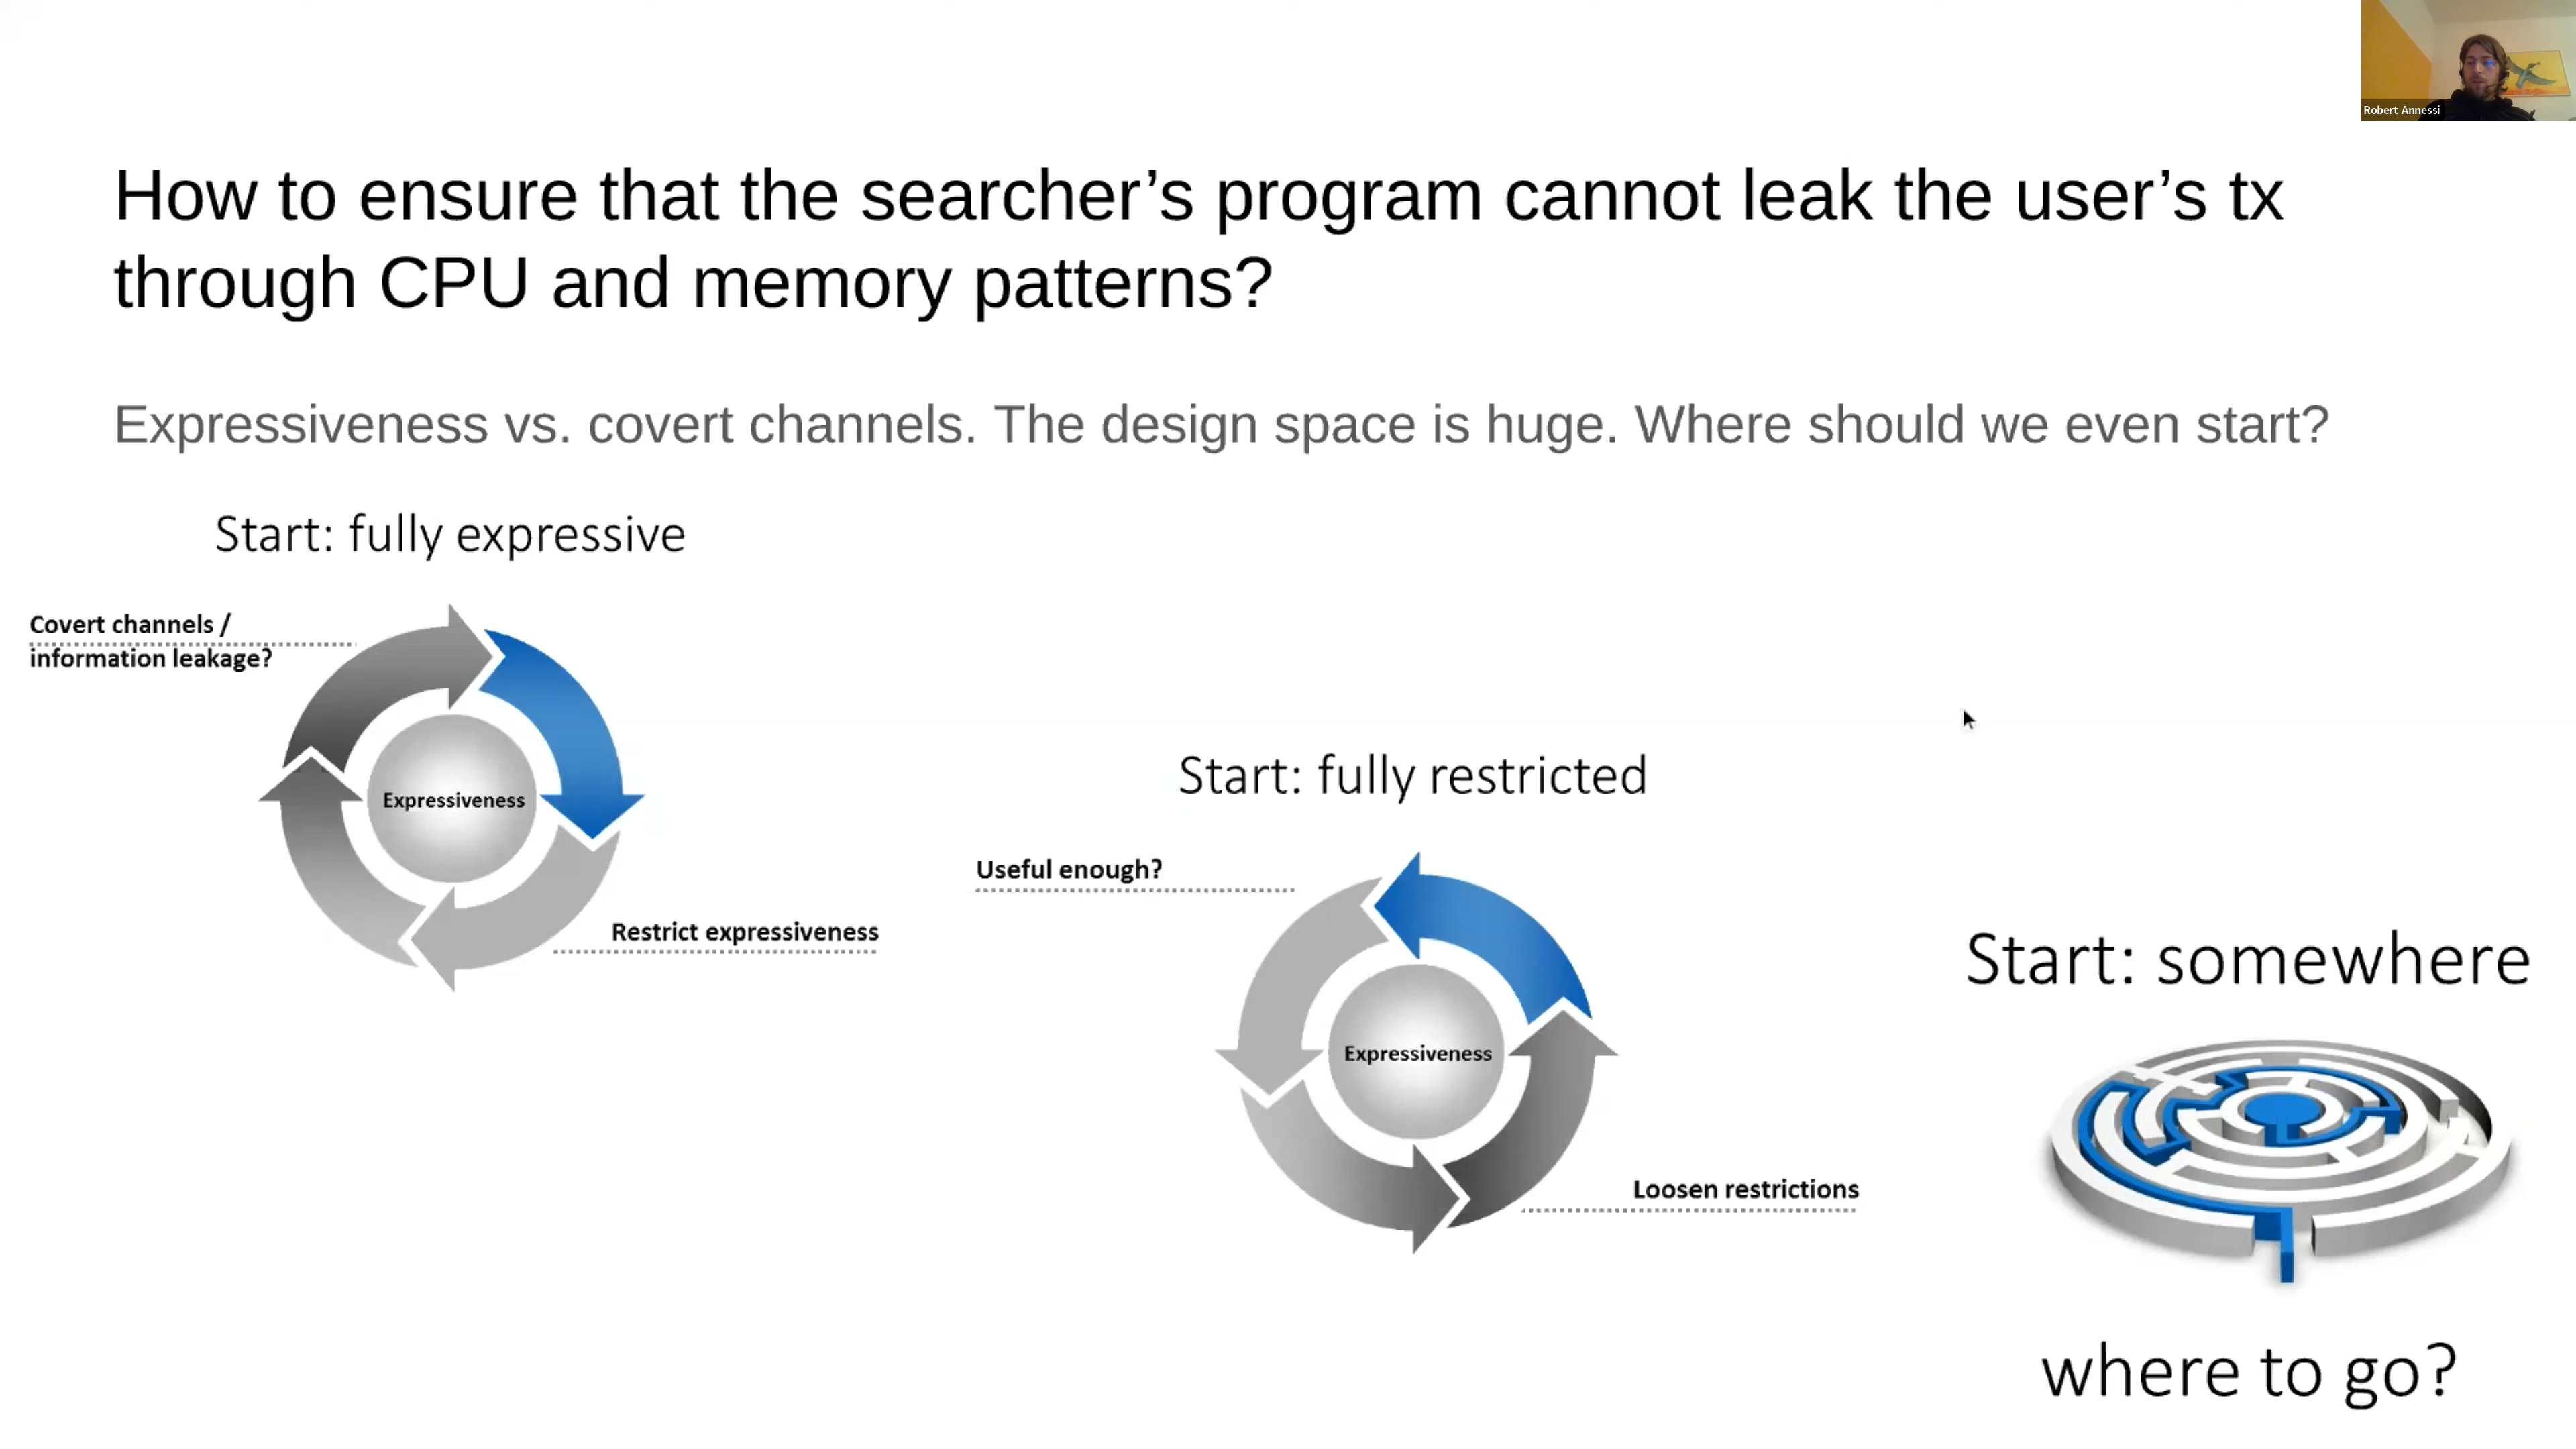 Robert Annessi
How to ensure that the searcher’s program cannot leak the user’s tx
through CPU and memory patterns?
Expressiveness vs. covert channels. The design space is huge. Where should we even start?
Start: fully expressive
Covert channels /
information leakage?
Expressiveness
Restrict expressiveness
Start: fully restricted
Useful enough?
Expressiveness
Loosen restrictions
Start: somewhere
where to go?